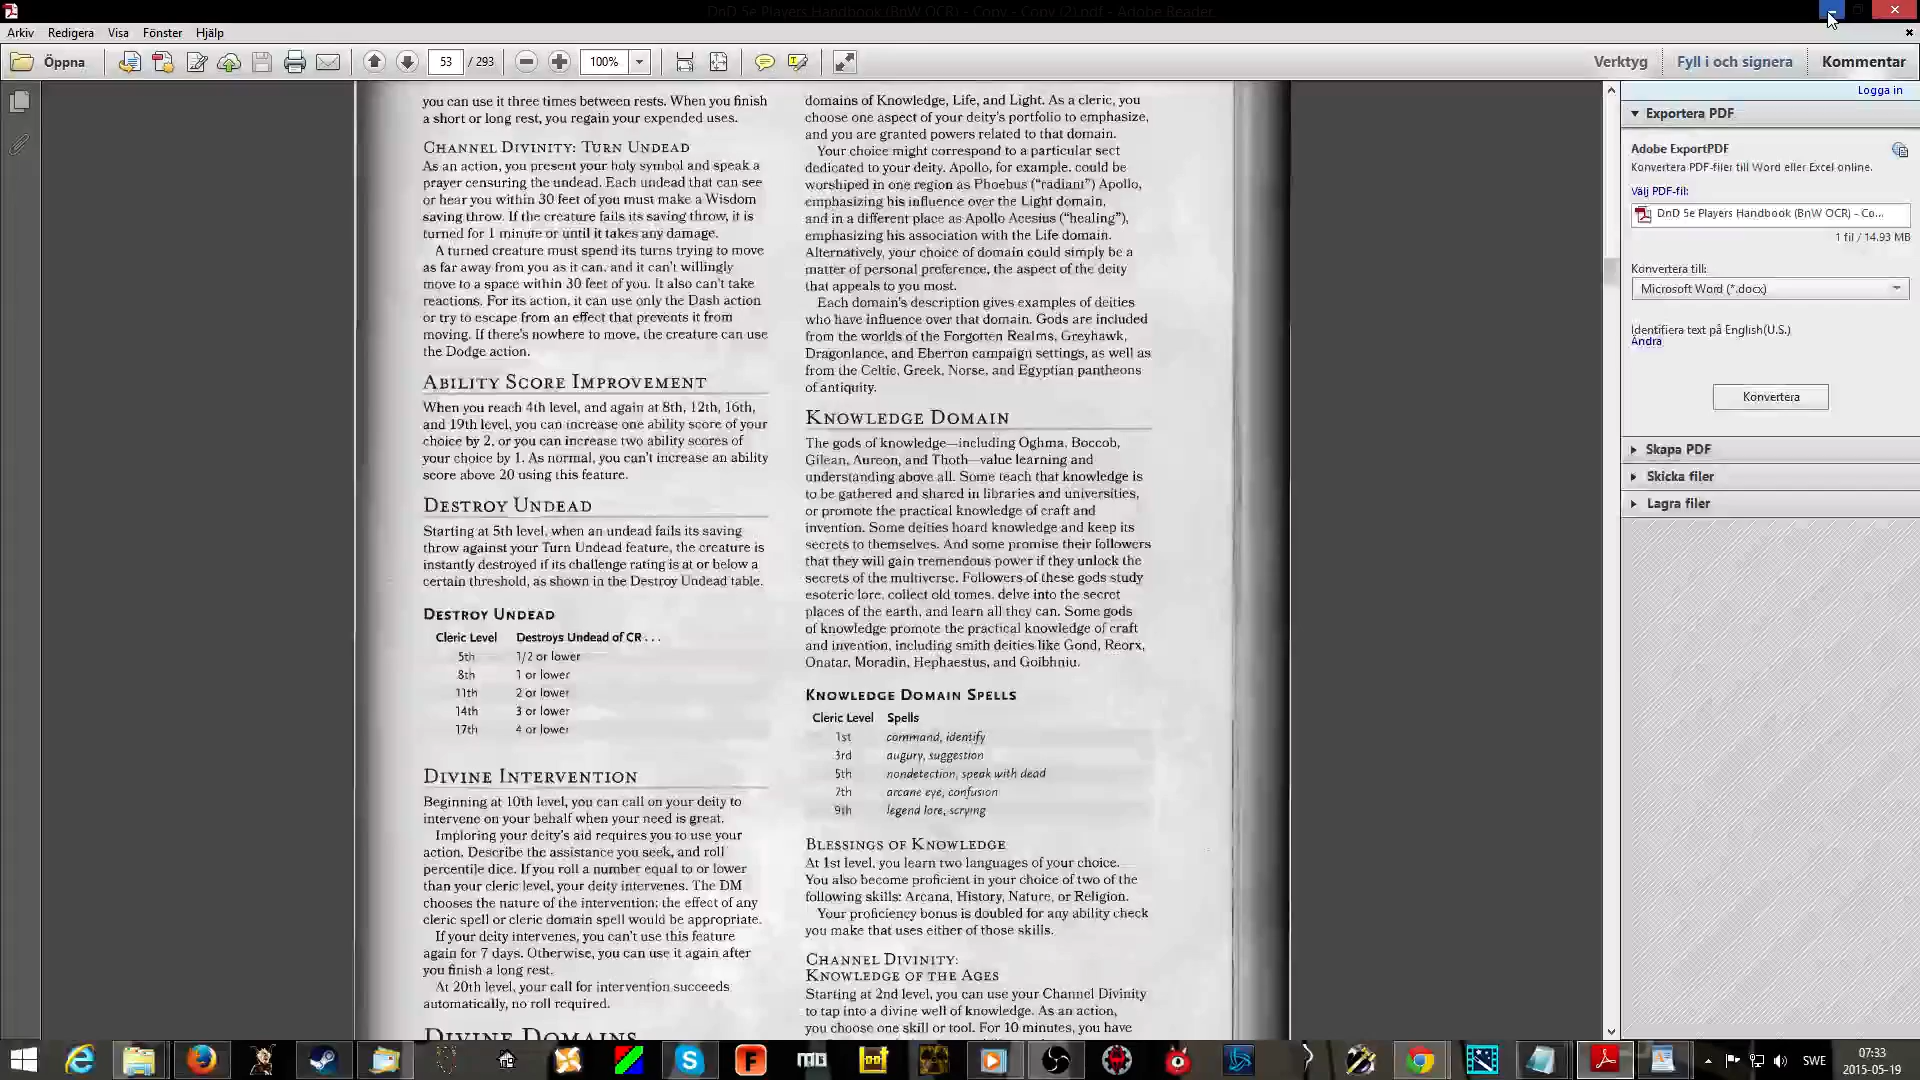 DnD 5e Players Handbook (BnW OCR) - Copy - Copy (2).pdf - Adobe Reader
Arkiv Redigera Visa Fönster Hjälp
Öppna 53 / 293 100% Verktyg Fyll i och signera Kommentar
you can use it three times between rests. When you finish
a short or long rest, you regain your expended uses.
Channel Divinity: Turn Undead
As an action, you present your holy symbol and speak a
prayer censuring the undead. Each undead that can see
or hear you within 30 feet of you must make a Wisdom
saving throw. If the creature fails its saving throw, it is
turned for 1 minute or until it takes any damage.
A turned creature must spend its turns trying to move
as far away from you as it can, and it can't willingly
move to a space within 30 feet of you. It also can't take
reactions. For its action, it can use only the Dash action
or try to escape from an effect that prevents it from
moving. If there's nowhere to move, the creature can use
the Dodge action.
Ability Score Improvement
When you reach 4th level, and again at 8th, 12th, 16th,
and 19th level, you can increase one ability score of your
choice by 2, or you can increase two ability scores of
your choice by 1. As normal, you can't increase an ability
score above 20 using this feature.
Destroy Undead
Starting at 5th level, when an undead fails its saving
throw against your Turn Undead feature, the creature is
instantly destroyed if its challenge rating is at or below a
certain threshold, as shown in the Destroy Undead table.
Destroy Undead
Cleric Level Destroys Undead of CR . . .
5th 1/2 or lower
8th 1 or lower
11th 2 or lower
14th 3 or lower
17th 4 or lower
Divine Intervention
Beginning at 10th level, you can call on your deity to
intervene on your behalf when your need is great.
Imploring your deity's aid requires you to use your
action. Describe the assistance you seek, and roll
percentile dice. If you roll a number equal to or lower
than your cleric level, your deity intervenes. The DM
chooses the nature of the intervention; the effect of any
cleric spell or cleric domain spell would be appropriate.
If your deity intervenes, you can't use this feature
again for 7 days. Otherwise, you can use it again after
you finish a long rest.
At 20th level, your call for intervention succeeds
automatically, no roll required.
Divine Domains
domains of Knowledge, Life, and Light. As a cleric, you
choose one aspect of your deity's portfolio to emphasize,
and you are granted powers related to that domain.
Your choice might correspond to a particular sect
dedicated to your deity. Apollo, for example, could be
worshiped in one region as Phoebus ("radiant") Apollo,
emphasizing his influence over the Light domain,
and in a different place as Apollo Acesius ("healing"),
emphasizing his association with the Life domain.
Alternatively, your choice of domain could simply be a
matter of personal preference, the aspect of the deity
that appeals to you most.
Each domain's description gives examples of deities
who have influence over that domain. Gods are included
from the worlds of the Forgotten Realms, Greyhawk,
Dragonlance, and Eberron campaign settings, as well as
from the Celtic, Greek, Norse, and Egyptian pantheons
of antiquity.
Knowledge Domain
The gods of knowledge—including Oghma, Boccob,
Gilean, Aureon, and Thoth—value learning and
understanding above all. Some teach that knowledge is
to be gathered and shared in libraries and universities,
or promote the practical knowledge of craft and
invention. Some deities hoard knowledge and keep its
secrets to themselves. And some promise their followers
that they will gain tremendous power if they unlock the
secrets of the multiverse. Followers of these gods study
esoteric lore, collect old tomes, delve into the secret
places of the earth, and learn all they can. Some gods
of knowledge promote the practical knowledge of craft
and invention, including smith deities like Gond, Reorx,
Onatar, Moradin, Hephaestus, and Goibhniu.
Knowledge Domain Spells
Cleric Level Spells
1st command, identify
3rd augury, suggestion
5th nondetection, speak with dead
7th arcane eye, confusion
9th legend lore, scrying
Blessings of Knowledge
At 1st level, you learn two languages of your choice.
You also become proficient in your choice of two of the
following skills: Arcana, History, Nature, or Religion.
Your proficiency bonus is doubled for any ability check
you make that uses either of those skills.
Channel Divinity:
Knowledge of the Ages
Starting at 2nd level, you can use your Channel Divinity
to tap into a divine well of knowledge. As an action,
you choose one skill or tool. For 10 minutes, you have
Logga in
Exportera PDF
Adobe ExportPDF
Konvertera PDF-filer till Word eller Excel online.
Välj PDF-fil:
DnD 5e Players Handbook (BnW OCR) - Co...
1 fil / 14.93 MB
Konvertera till:
Microsoft Word (*.docx)
Identifiera text på English(U.S.)
Ändra
Konvertera
Skapa PDF
Skicka filer
Lagra filer
SWE
07:33
2015-05-19